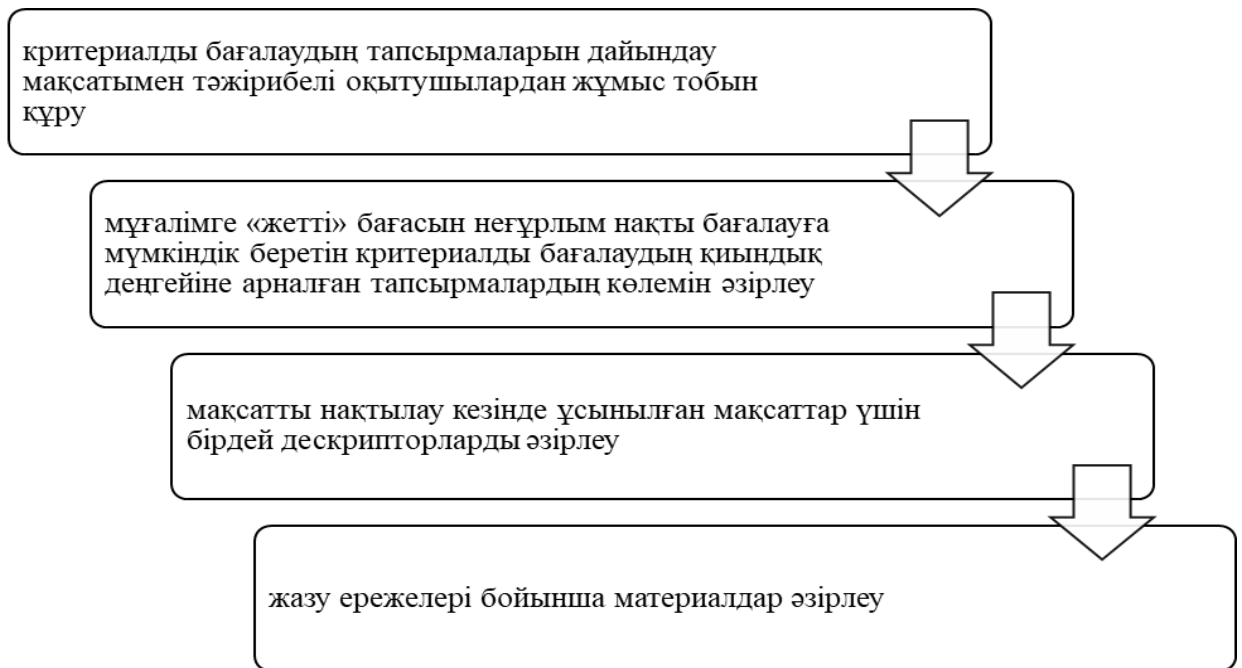 критериалды бағалаудың тапсырмаларын дайындау
мақсатымен тәжірибелі оқытушылардан жұмыс тобын
құру
мұғалімге «жетті» бағасын неғұрлым нақты бағалауға
мүмкіндік беретін критериалды бағалаудың қиындық
деңгейіне арналған тапсырмалардың көлемін әзірлеу
мақсатты нақтылау кезінде ұсынылған мақсаттар үшін
бірдей дескрипторларды әзірлеу
жазу ережелері бойынша материалдар әзірлеу